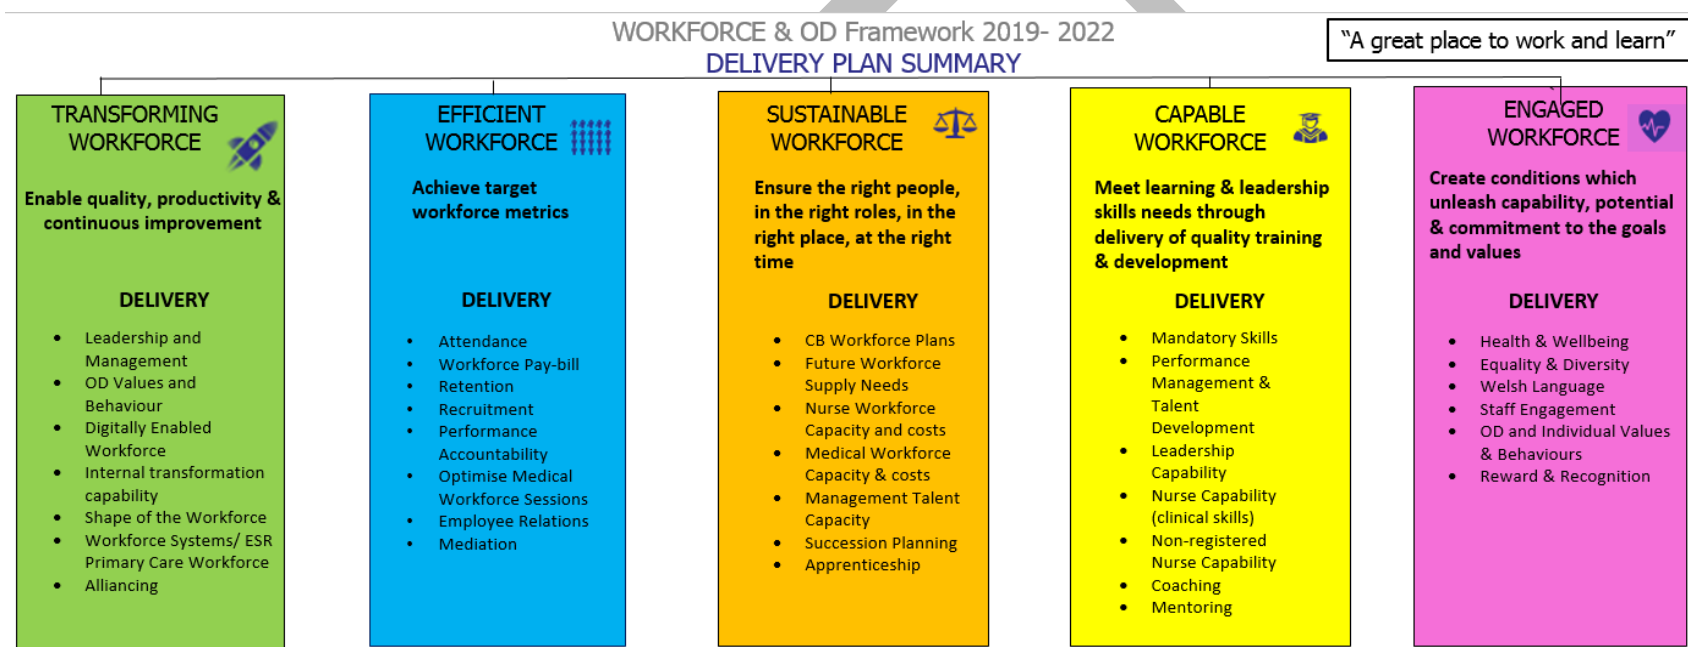 WORKFORCE & OD Framework 2019- 2022
DELIVERY PLAN SUMMARY
“A great place to work and learn”
TRANSFORMING
WORKFORCE
Enable quality, productivity &
continuous improvement
DELIVERY
• Leadership and
Management
• OD Values and
Behaviour
• Digitally Enabled
Workforce
• Internal transformation
capability
• Shape of the Workforce
• Workforce Systems/ ESR
Primary Care Workforce
• Alliancing
EFFICIENT
WORKFORCE
Achieve target
workforce metrics
DELIVERY
• Attendance
• Workforce Pay-bill
• Retention
• Recruitment
• Performance
Accountability
• Optimise Medical
Workforce Sessions
• Employee Relations
• Mediation
SUSTAINABLE
WORKFORCE
Ensure the right people,
in the right roles, in the
right place, at the right
time
DELIVERY
• CB Workforce Plans
• Future Workforce
Supply Needs
• Nurse Workforce
Capacity and costs
• Medical Workforce
Capacity & costs
• Management Talent
Capacity
• Succession Planning
• Apprenticeship
CAPABLE
WORKFORCE
Meet learning & leadership
skills needs through
delivery of quality training
& development
DELIVERY
• Mandatory Skills
• Performance
Management &
Talent
Development
• Leadership
Capability
• Nurse Capability
(clinical skills)
• Non-registered
Nurse Capability
• Coaching
• Mentoring
ENGAGED
WORKFORCE
Create conditions which
unleash capability, potential
& commitment to the goals
and values
DELIVERY
• Health & Wellbeing
• Equality & Diversity
• Welsh Language
• Staff Engagement
• OD and Individual Values
& Behaviours
• Reward & Recognition